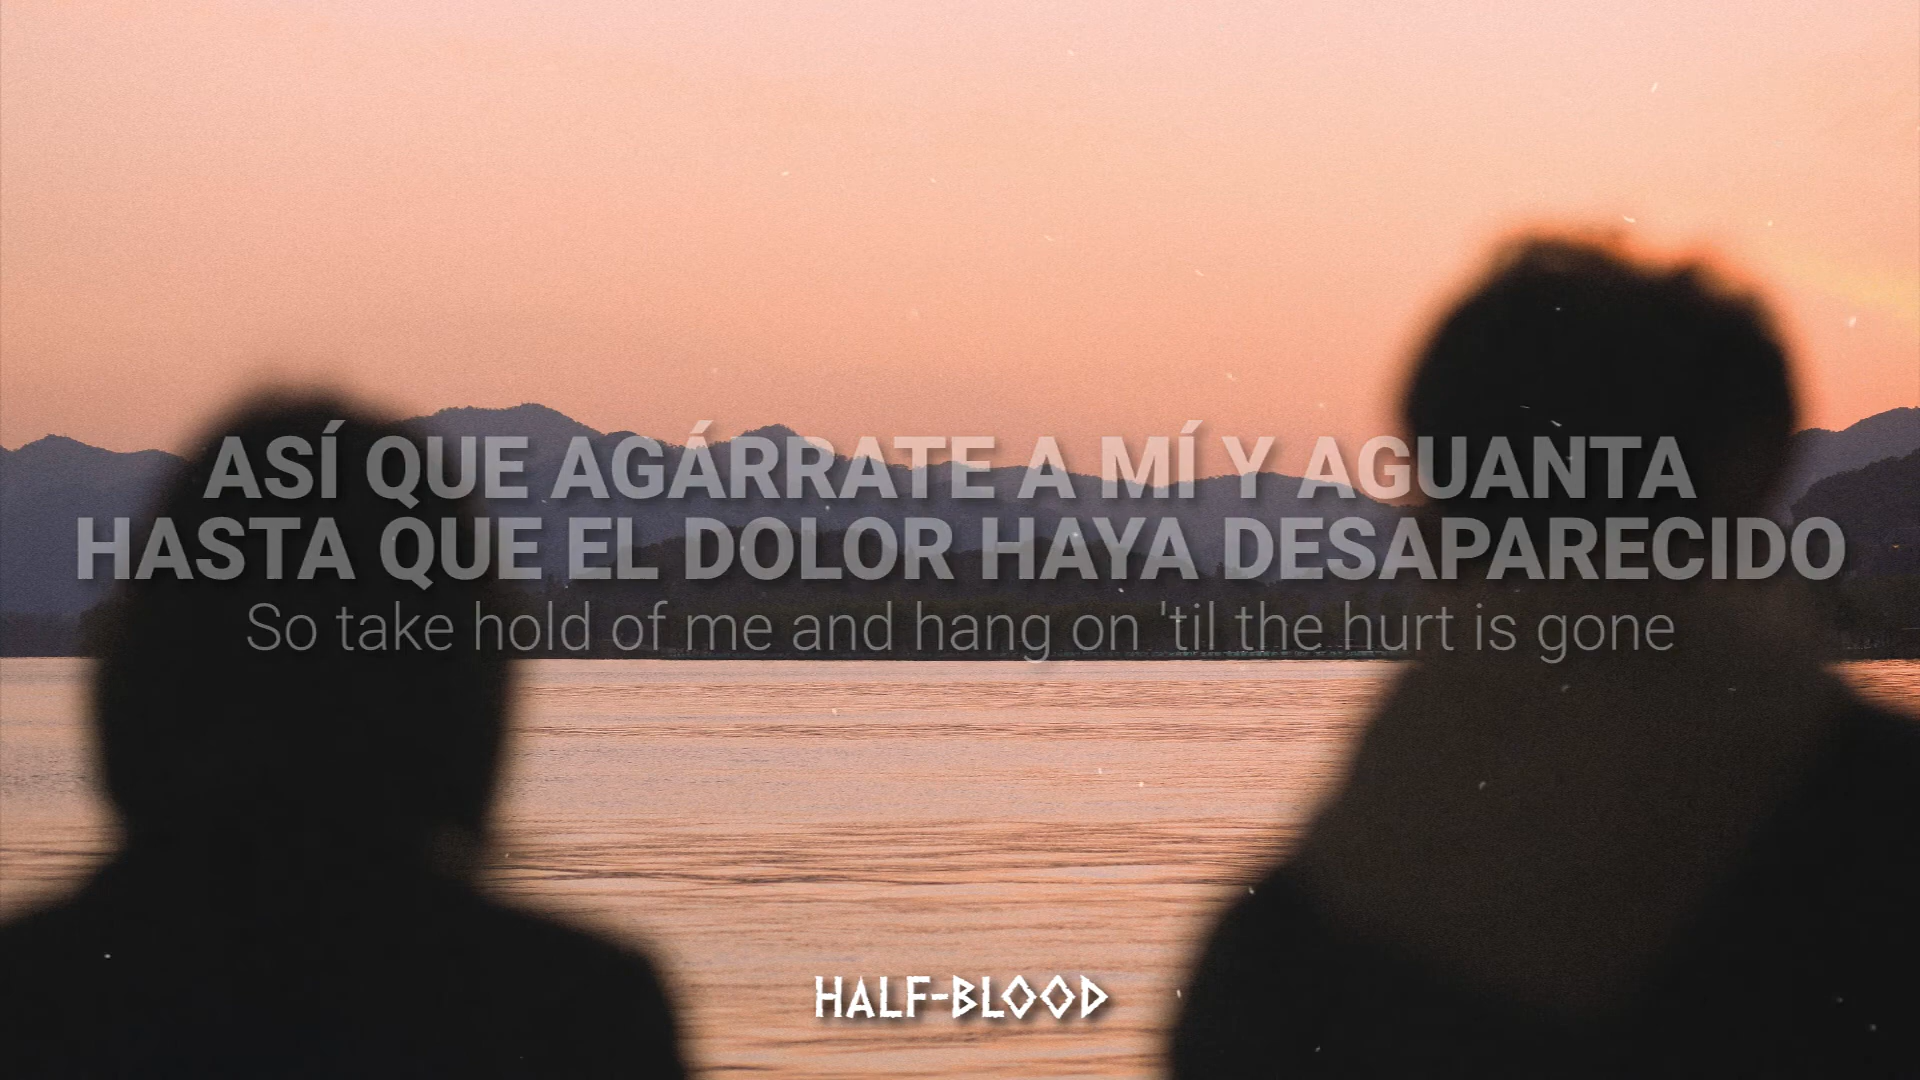 ASÍ QUE AGÁRRATE A MÍ Y AGUANTA
HASTA QUE EL DOLOR HAYA DESAPARECIDO
So take hold of me and hang on 'til the hurt is gone
HALF-BLOOD